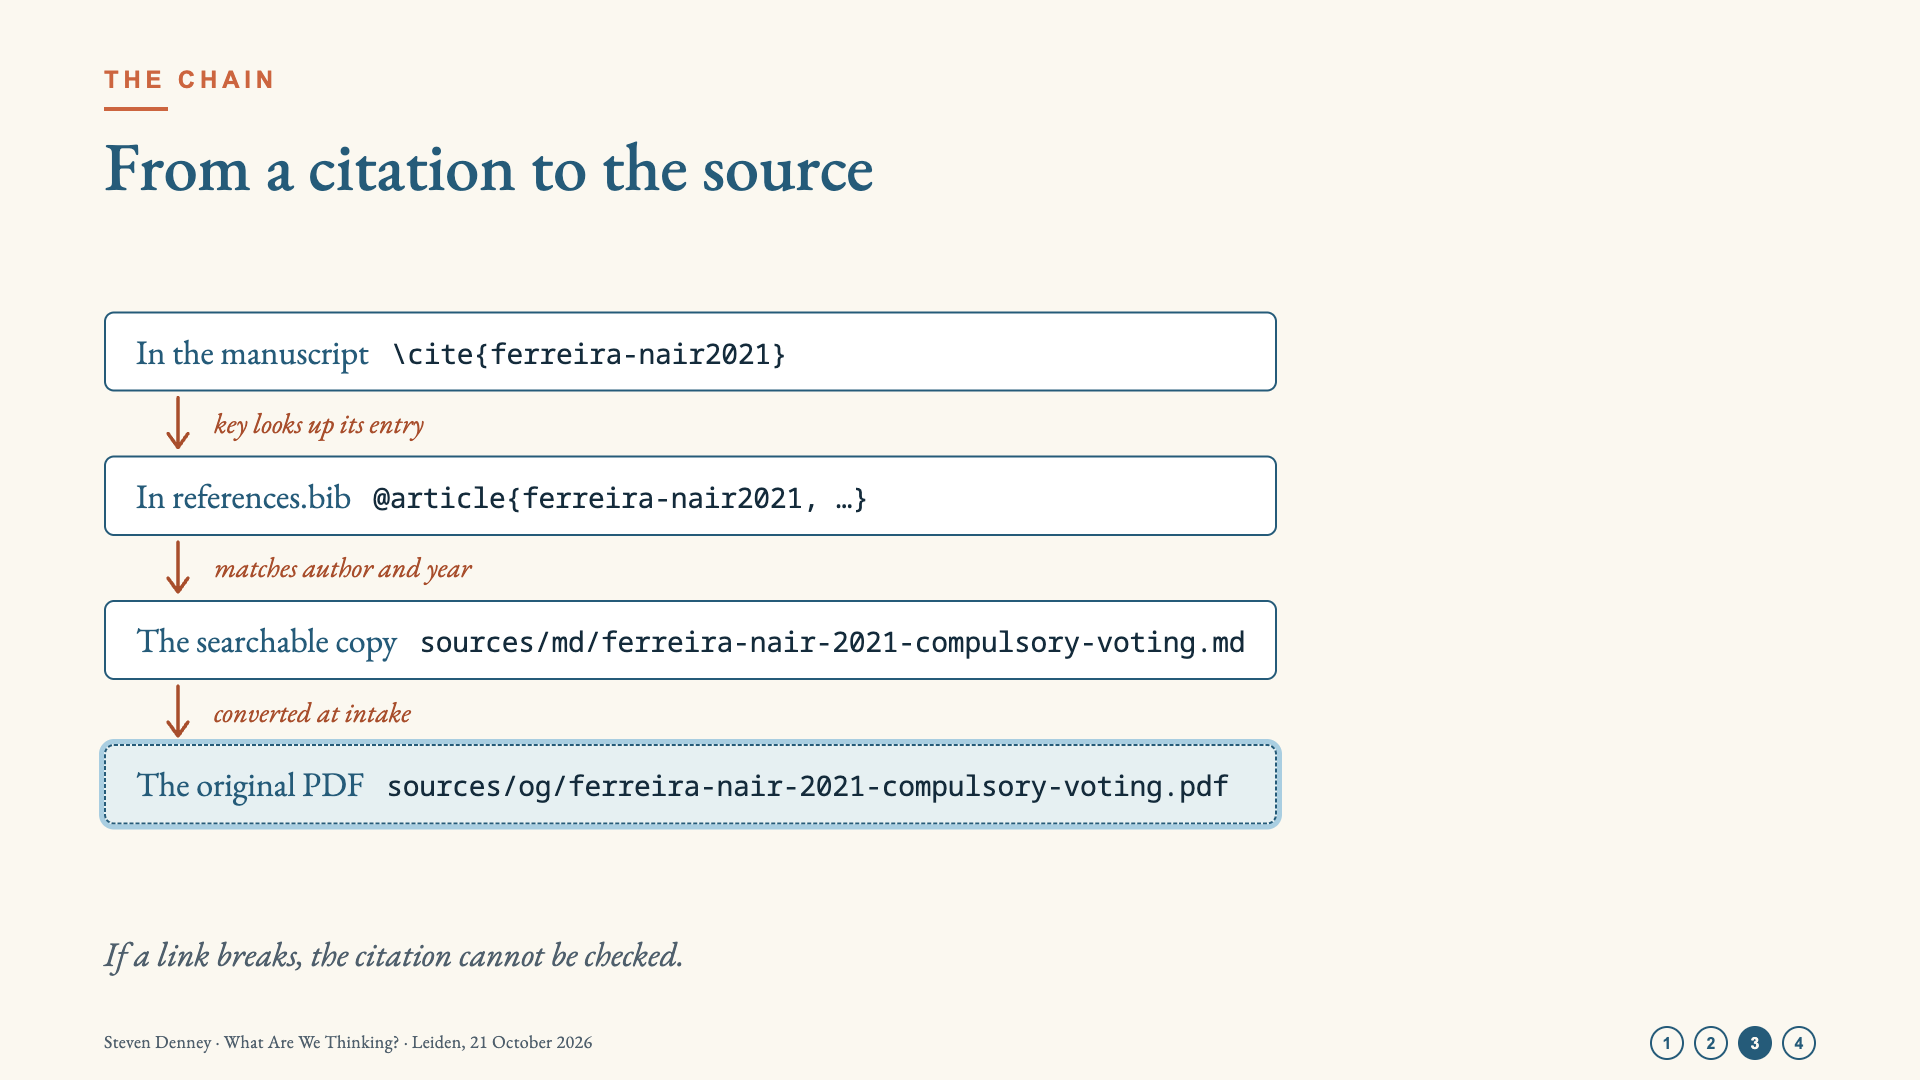 THE CHAIN
From a citation to the source
In the manuscript \cite{ferreira-nair2021}
key looks up its entry
In references.bib @article{ferreira-nair2021, …}
matches author and year
The searchable copy sources/md/ferreira-nair-2021-compulsory-voting.md
converted at intake
The original PDF sources/og/ferreira-nair-2021-compulsory-voting.pdf
If a link breaks, the citation cannot be checked.
Steven Denney · What Are We Thinking? · Leiden, 21 October 2026
1 2 3 4